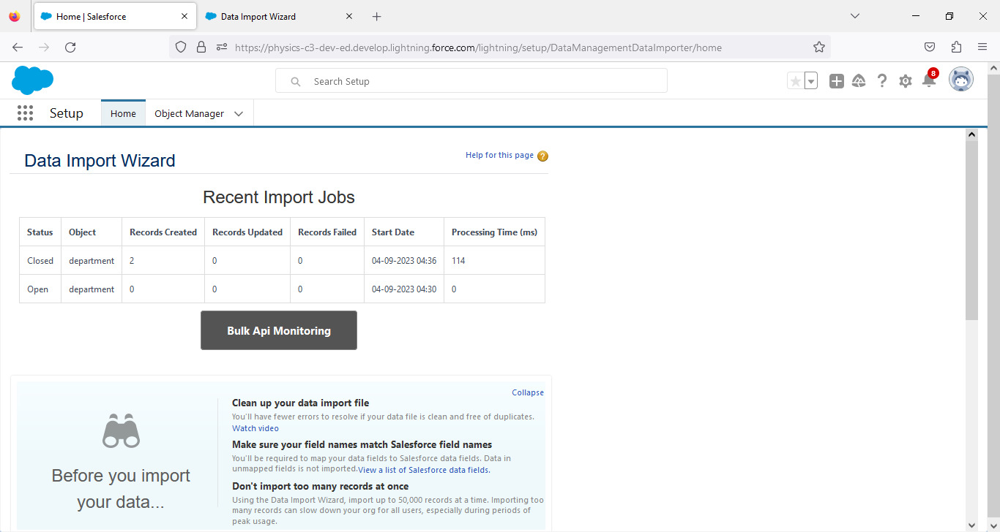 Home | Salesforce
Data Import Wizard
https://physics-c3-dev-ed.develop.lightning.force.com/lightning/setup/DataManagementDataImporter/home
Search Setup
8
Setup
Home
Object Manager
Data Import Wizard
Help for this page ?
Recent Import Jobs
Status Object Records Created Records Updated Records Failed Start Date Processing Time (ms)
Closed department 2 0 0 04-09-2023 04:36 114
Open department 0 0 0 04-09-2023 04:30 0
Bulk Api Monitoring
Collapse
Before you import
your data...
Clean up your data import file
You'll have fewer errors to resolve if your data file is clean and free of duplicates.
Watch video
Make sure your field names match Salesforce field names
You'll be required to map your data fields to Salesforce data fields. Data in
unmapped fields is not imported.View a list of Salesforce data fields.
Don't import too many records at once
Using the Data Import Wizard, import up to 50,000 records at a time. Importing too
many records can slow down your org for all users, especially during periods of
peak usage.